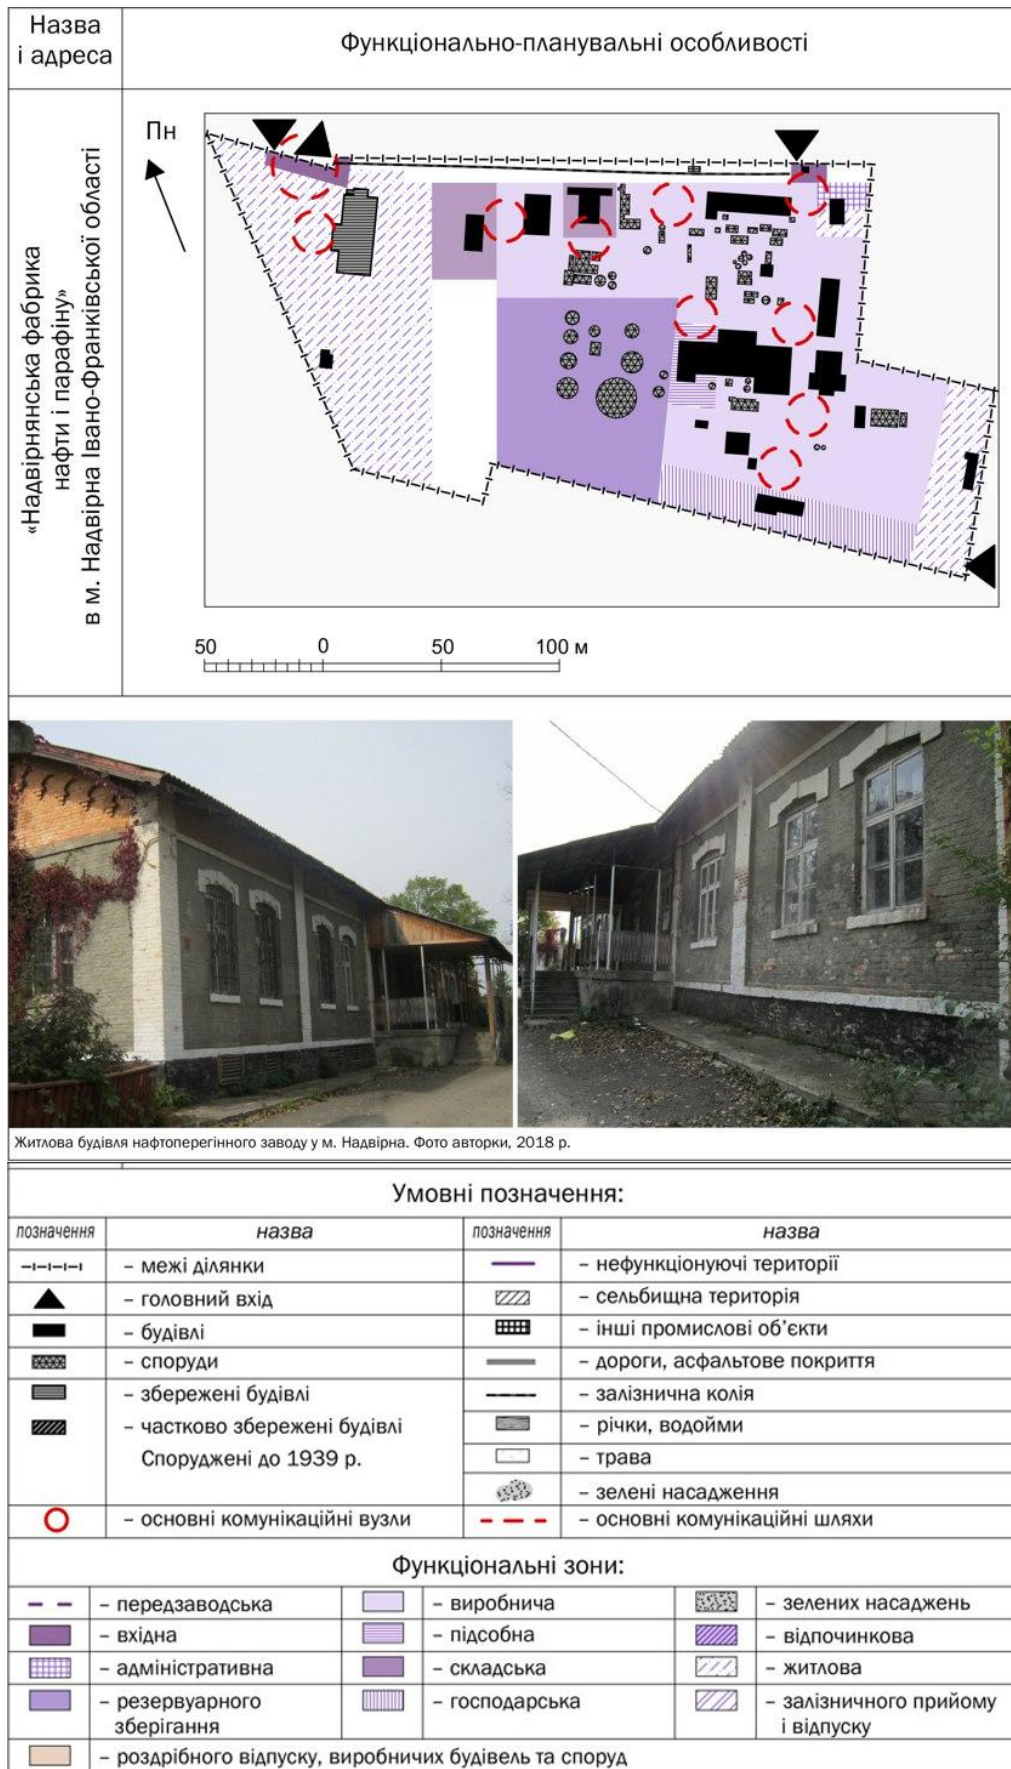 Назва
і адреса
Функціонально-планувальні особливості
«Надвірнянська фабрика
нафти і парафіну»
в м. Надвірна Івано-Франківської області
Пн
50 0 50 100 м
Житлова будівля нафтоперегінного заводу у м. Надвірна. Фото авторки, 2018 р.
Умовні позначення:
позначення назва позначення назва
– межі ділянки – нефункціонуючі території
– головний вхід – сельбищна територія
– будівлі – інші промислові об’єкти
– споруди – дороги, асфальтове покриття
– збережені будівлі – залізнична колія
– частково збережені будівлі – річки, водойми
Споруджені до 1939 р. – трава
– зелені насадження
– основні комунікаційні вузли – основні комунікаційні шляхи
Функціональні зони:
– передзаводська – виробнича – зелених насаджень
– вхідна – підсобна – відпочинкова
– адміністративна – складська – житлова
– резервуарного – господарська – залізничного прийому
зберігання і відпуску
– роздрібного відпуску, виробничих будівель та споруд